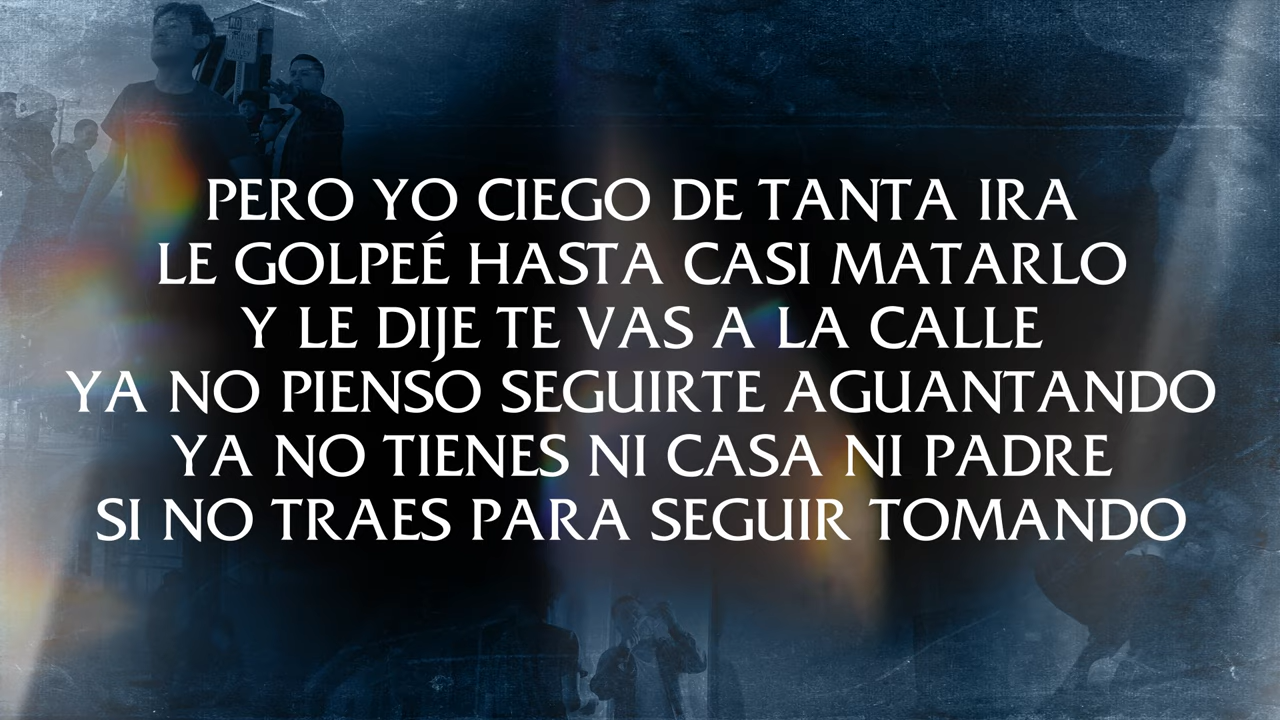 PERO YO CIEGO DE TANTA IRA
LE GOLPEÉ HASTA CASI MATARLO
Y LE DIJE TE VAS A LA CALLE
YA NO PIENSO SEGUIRTE AGUANTANDO
YA NO TIENES NI CASA NI PADRE
SI NO TRAES PARA SEGUIR TOMANDO